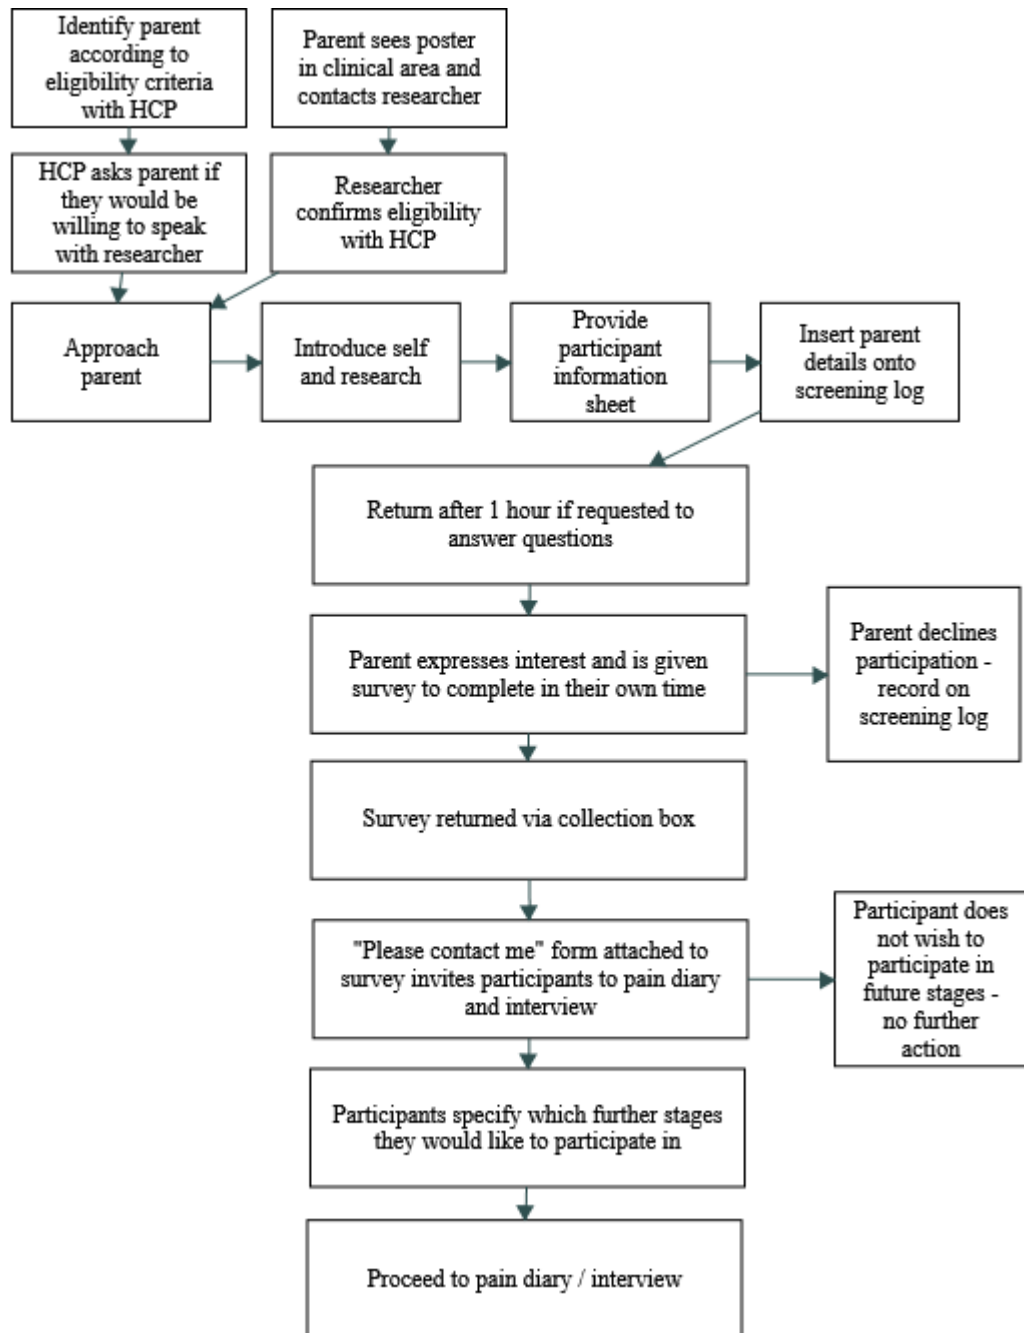 Identify parent
according to
eligibility criteria
with HCP
Parent sees poster
in clinical area and
contacts researcher
HCP asks parent if
they would be
willing to speak
with researcher
Researcher
confirms eligibility
with HCP
Approach
parent
Introduce self
and research
Provide
participant
information
sheet
Insert parent
details onto
screening log
Return after 1 hour if requested to
answer questions
Parent expresses interest and is given
survey to complete in their own time
Parent declines
participation -
record on
screening log
Survey returned via collection box
"Please contact me" form attached to
survey invites participants to pain diary
and interview
Participant does
not wish to
participate in
future stages -
no further
action
Participants specify which further stages
they would like to participate in
Proceed to pain diary / interview